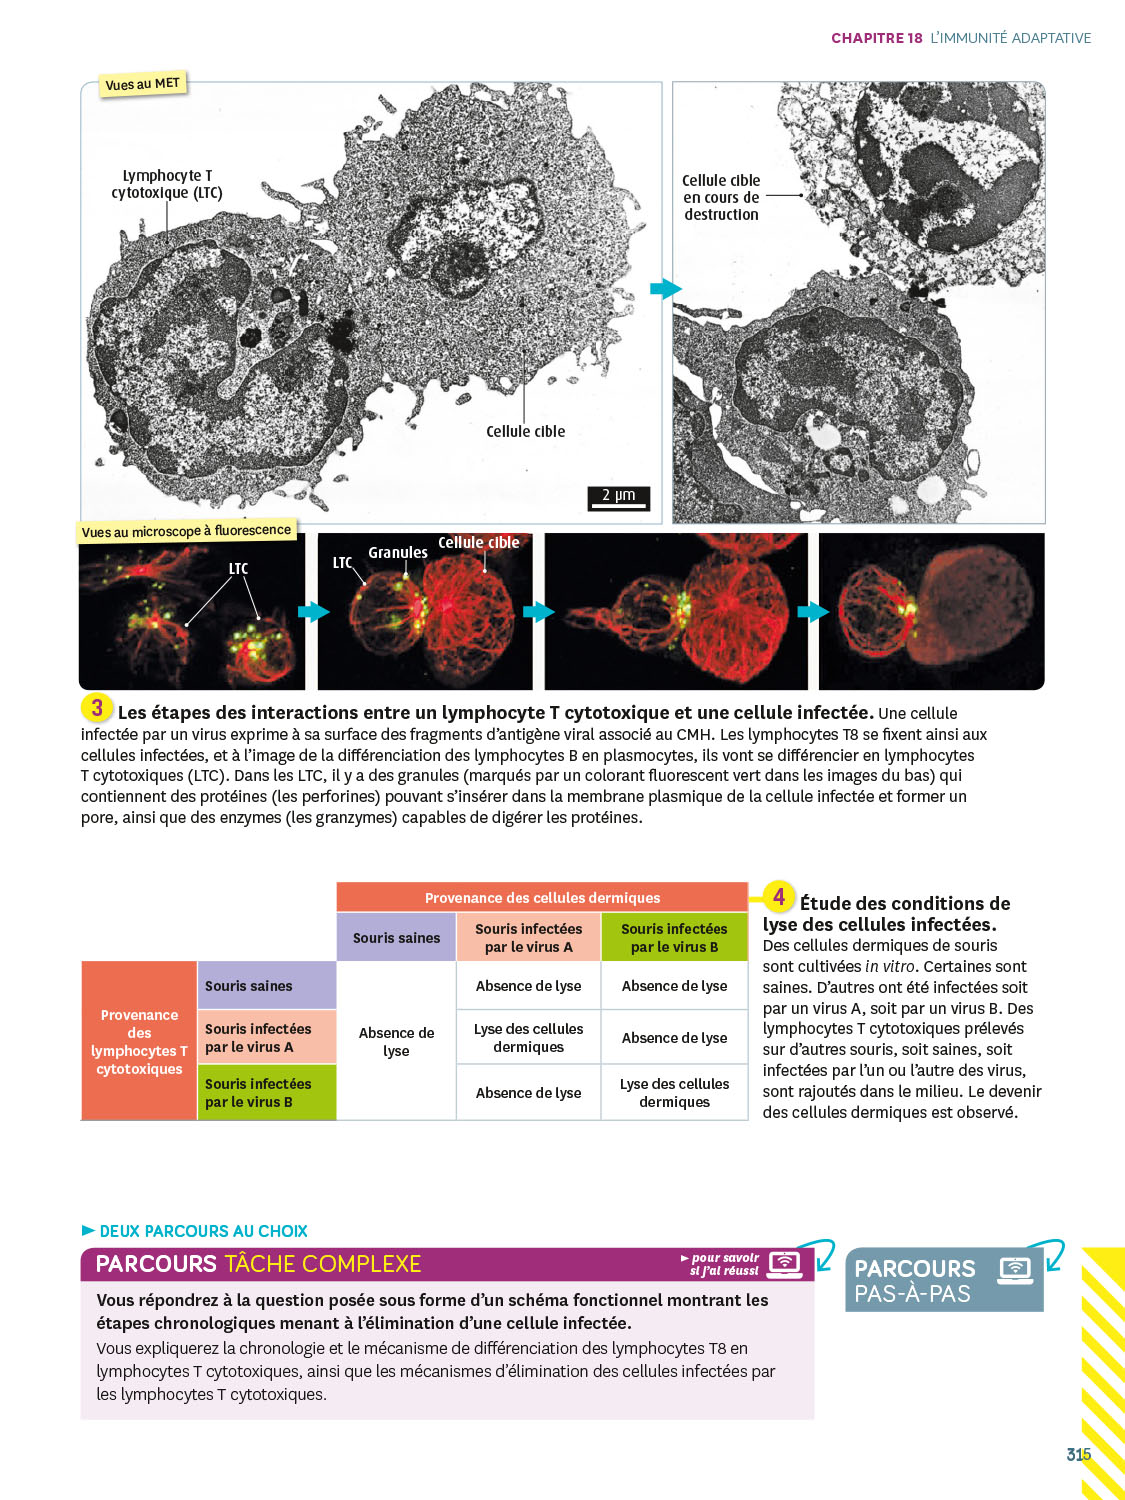 CHAPITRE 18 L'IMMUNITÉ ADAPTATIVE
Vues au MET
Lymphocyte T
cytotoxique (LTC)
Cellule cible
2 µm
Cellule cible
en cours de
destruction
Vues au microscope à fluorescence
LTC
LTC
Granules
Cellule cible
3 Les étapes des interactions entre un lymphocyte T cytotoxique et une cellule infectée. Une cellule
infectée par un virus exprime à sa surface des fragments d'antigène viral associé au CMH. Les lymphocytes T8 se fixent ainsi aux
cellules infectées, et à l'image de la différenciation des lymphocytes B en plasmocytes, ils vont se différencier en lymphocytes
T cytotoxiques (LTC). Dans les LTC, il y a des granules (marqués par un colorant fluorescent vert dans les images du bas) qui
contiennent des protéines (les perforines) pouvant s'insérer dans la membrane plasmique de la cellule infectée et former un
pore, ainsi que des enzymes (les granzymes) capables de digérer les protéines.
Provenance des cellules dermiques
Souris saines
Souris infectées
par le virus A
Souris infectées
par le virus B
Provenance
des
lymphocytes T
cytotoxiques
Souris saines
Absence de
lyse
Absence de lyse
Absence de lyse
Souris infectées
par le virus A
Lyse des cellules
dermiques
Absence de lyse
Souris infectées
par le virus B
Absence de lyse
Lyse des cellules
dermiques
4 Étude des conditions de
lyse des cellules infectées.
Des cellules dermiques de souris
sont cultivées in vitro. Certaines sont
saines. D'autres ont été infectées soit
par un virus A, soit par un virus B. Des
lymphocytes T cytotoxiques prélevés
sur d'autres souris, soit saines, soit
infectées par l'un ou l'autre des virus,
sont rajoutés dans le milieu. Le devenir
des cellules dermiques est observé.
► DEUX PARCOURS AU CHOIX
PARCOURS TÂCHE COMPLEXE
► pour savoir
si j'ai réussi
Vous répondrez à la question posée sous forme d'un schéma fonctionnel montrant les
étapes chronologiques menant à l'élimination d'une cellule infectée.
Vous expliquerez la chronologie et le mécanisme de différenciation des lymphocytes T8 en
lymphocytes T cytotoxiques, ainsi que les mécanismes d'élimination des cellules infectées par
les lymphocytes T cytotoxiques.
PARCOURS
PAS-À-PAS
315